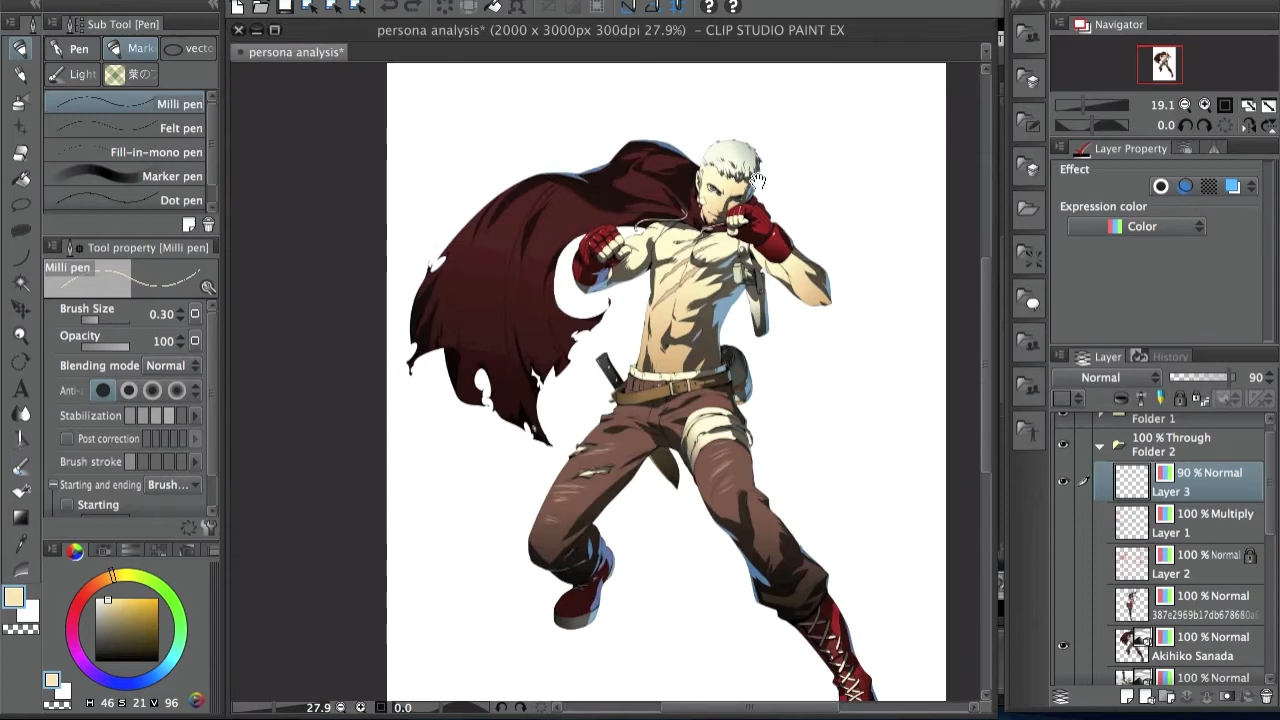 Sub Tool [Pen]
Pen
Mark
vecto
Light
葉の
Milli pen
Felt pen
Fill-in-mono pen
Marker pen
Dot pen
Tool property [Milli pen]
Milli pen
Brush Size
0.30
Opacity
100
Blending mode
Normal
Anti-
Stabilization
Post correction
Brush stroke
Starting and ending
Brush...
Starting
H 46 S 21 V 96
persona analysis* (2000 x 3000px 300dpi 27.9%) - CLIP STUDIO PAINT EX
persona analysis*
27.9
0.0
Navigator
19.1
0.0
Layer Property
Effect
Expression color
Color
Layer
History
Normal
90
Folder 1
100 % Through
Folder 2
90 % Normal
Layer 3
100 % Multiply
Layer 1
100 % Normal
Layer 2
100 % Normal
387e2969b17db678680a
100 % Normal
Akihiko Sanada
100 % Normal